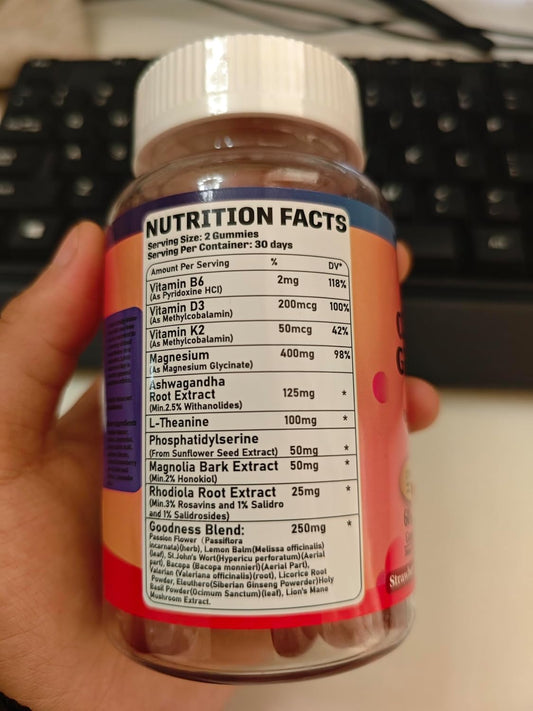 NUTRITION FACTS
Serving Size: 2 Gummies
Serving Per Container: 30 days
Amount Per Serving % DV*
Vitamin B6 2mg 118%
(As Pyridoxine HCl)
Vitamin D3 200mcg 100%
(As Methylcobalamin)
Vitamin K2 50mcg 42%
(As Methylcobalamin)
Magnesium 400mg 98%
(As Magnesium Glycinate)
Ashwagandha
Root Extract 125mg *
(Min.2.5% Withanolides)
L-Theanine 100mg *
Phosphatidylserine
(From Sunflower Seed Extract) 50mg *
Magnolia Bark Extract 50mg *
(Min.2% Honokiol)
Rhodiola Root Extract 25mg *
(Min.3% Rosavins and 1% Salidro
and 1% Salidrosides)
Goodness Blend: 250mg *
Passion Flower (Passiflora
incarnata)(herb), Lemon Balm(Melissa officinalis)
(leaf), St.John's Wort(Hypericu perforatum)(Aerial
part), Bacopa (Bacopa monnieri)(Aerial Part),
Valerian (Valeriana officinalis)(root), Licorice Root
Powder, Eleuthero(Siberian Ginseng Powerder)Holy
Basil Powder(Ocimum Sanctum)(leaf), Lion's Mane
Mushroom Extract.